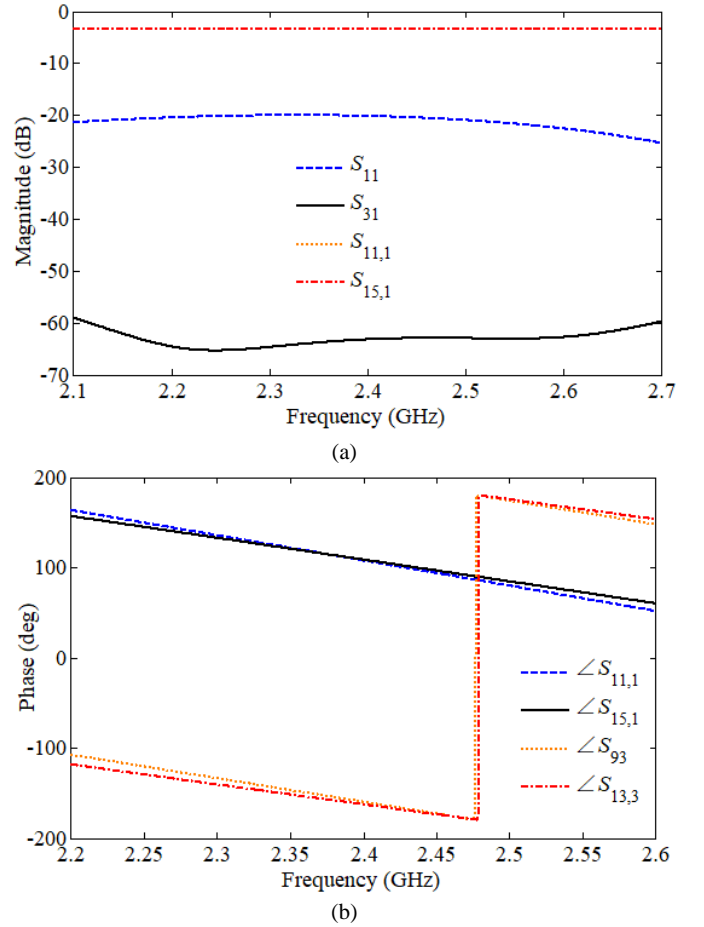 0
-10
-20
-30
-40
-50
-60
-70
Magnitude (dB)
S11
S31
S11,1
S15,1
2.1 2.2 2.3 2.4 2.5 2.6 2.7
Frequency (GHz)
(a)
200
100
0
-100
-200
Phase (deg)
∠S11,1
∠S15,1
∠S93
∠S13,3
2.2 2.25 2.3 2.35 2.4 2.45 2.5 2.55 2.6
Frequency (GHz)
(b)